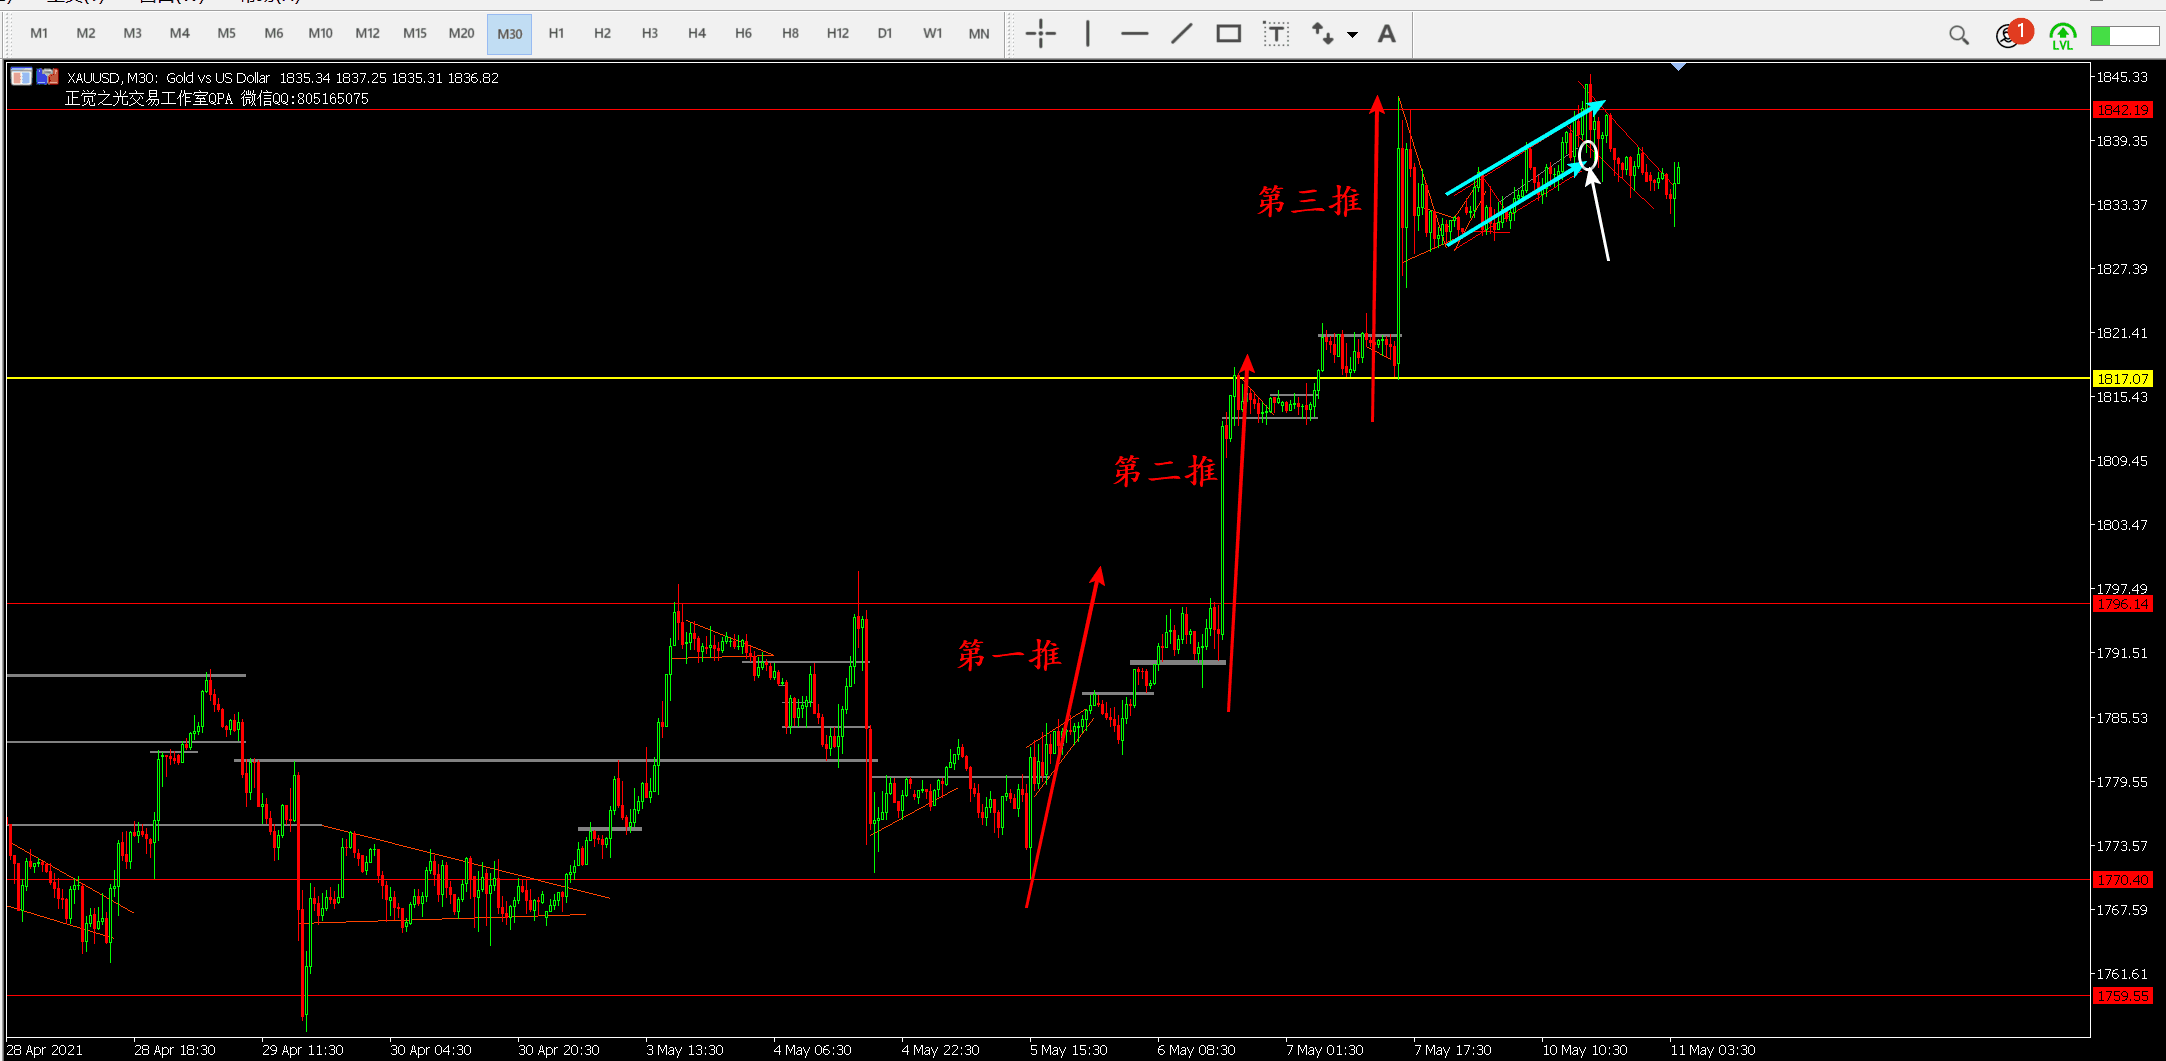 M1 M2 M3 M4 M5 M6 M10 M12 M15 M20 M30 H1 H2 H3 H4 H6 H8 H12 D1 W1 MN T A 1 LVL
XAUUSD, M30: Gold vs US Dollar 1835.34 1837.25 1835.31 1836.82
正觉之光交易工作室QPA 微信QQ:805165075
第三推
第二推
第一推
1845.33
1842.19
1839.35
1833.37
1827.39
1821.41
1817.07
1815.43
1809.45
1803.47
1797.49
1796.14
1791.51
1785.53
1779.55
1773.57
1770.40
1767.59
1761.61
1759.55
28 Apr 2021 28 Apr 18:30 29 Apr 11:30 30 Apr 04:30 30 Apr 20:30 3 May 13:30 4 May 06:30 4 May 22:30 5 May 15:30 6 May 08:30 7 May 01:30 7 May 17:30 10 May 10:30 11 May 03:30